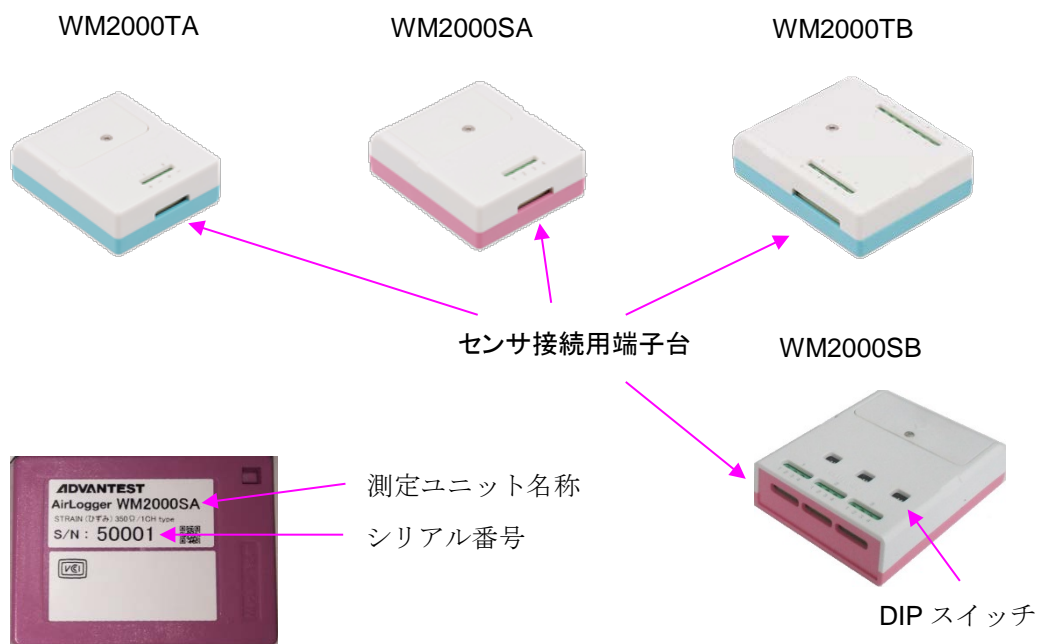 WM2000TA
WM2000SA
WM2000TB
センサ接続用端子台
WM2000SB
ADVANTEST
AirLogger WM2000SA
STRAIN (ひずみ) 350Ω/1CH type
S/N : 50001
VCI
測定ユニット名称
シリアル番号
DIP スイッチ